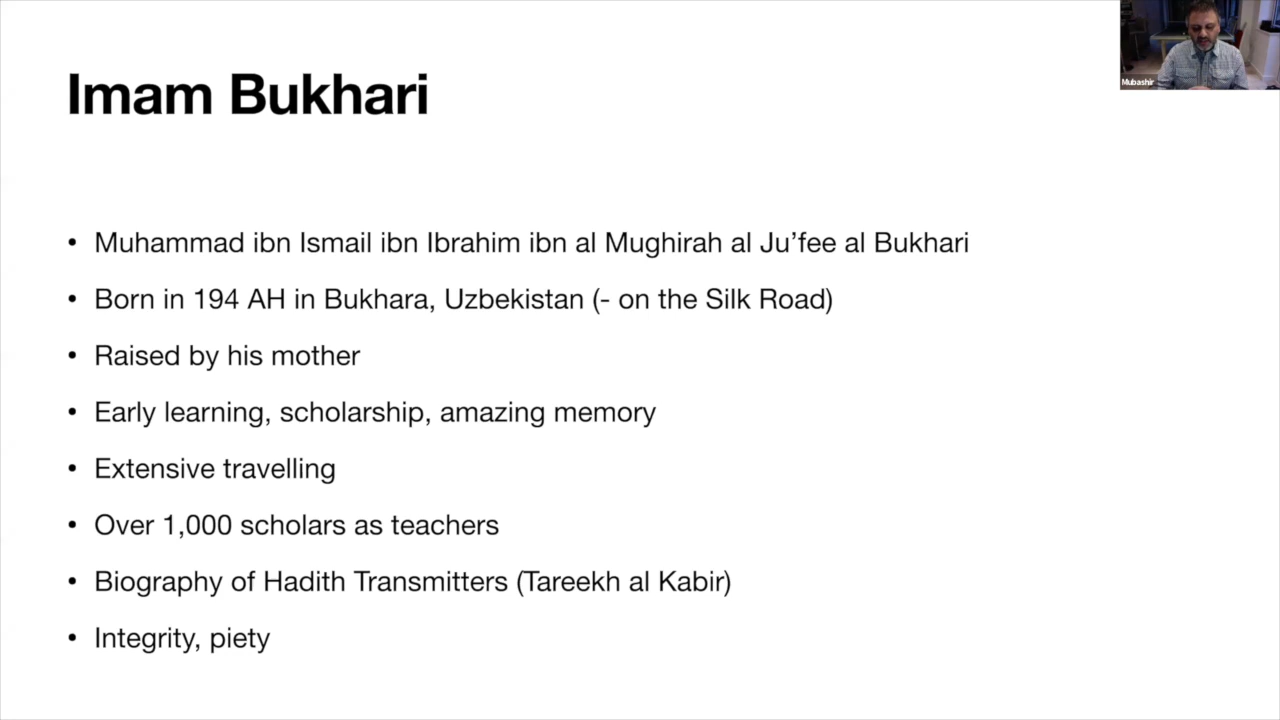 Imam Bukhari
Mubashir
• Muhammad ibn Ismail ibn Ibrahim ibn al Mughirah al Ju’fee al Bukhari
• Born in 194 AH in Bukhara, Uzbekistan (- on the Silk Road)
• Raised by his mother
• Early learning, scholarship, amazing memory
• Extensive travelling
• Over 1,000 scholars as teachers
• Biography of Hadith Transmitters (Tareekh al Kabir)
• Integrity, piety